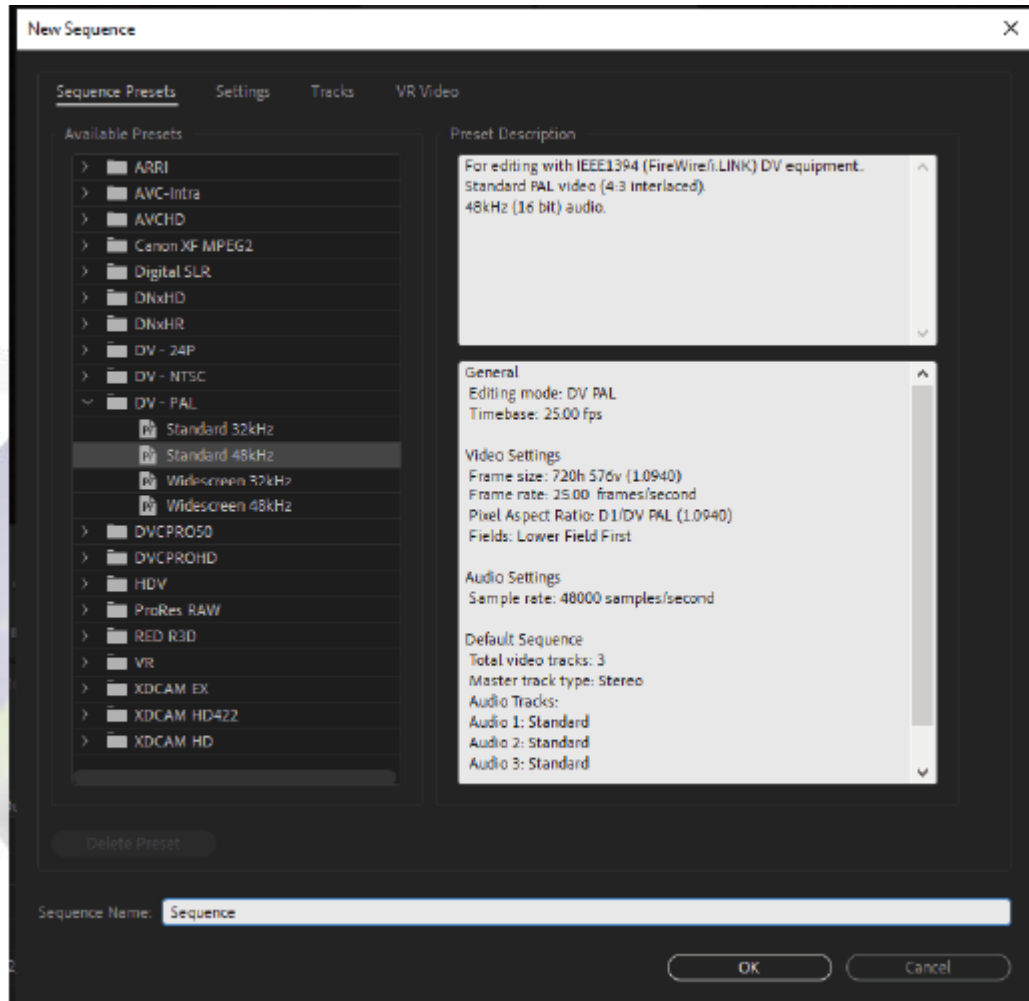 New Sequence
Sequence Presets Settings Tracks VR Video
Available Presets
ARRI
AVC-Intra
AVCHD
Canon XF MPEG2
Digital SLR
DNxHD
DNxHR
DV - 24P
DV - NTSC
DV - PAL
Standard 32kHz
Standard 48kHz
Widescreen 32kHz
Widescreen 48kHz
DVCPRO50
DVCPROHD
HDV
ProRes RAW
RED R3D
VR
XDCAM EX
XDCAM HD422
XDCAM HD
Preset Description
For editing with IEEE1394 (FireWire/i.LINK) DV equipment.
Standard PAL video (4:3 interlaced).
48kHz (16 bit) audio.
General
Editing mode: DV PAL
Timebase: 25.00 fps
Video Settings
Frame size: 720h 576v (1.0940)
Frame rate: 25.00 frames/second
Pixel Aspect Ratio: D1/DV PAL (1.0940)
Fields: Lower Field First
Audio Settings
Sample rate: 48000 samples/second
Default Sequence
Total video tracks: 3
Master track type: Stereo
Audio Tracks:
Audio 1: Standard
Audio 2: Standard
Audio 3: Standard
Delete Preset
Sequence Name: Sequence
OK Cancel